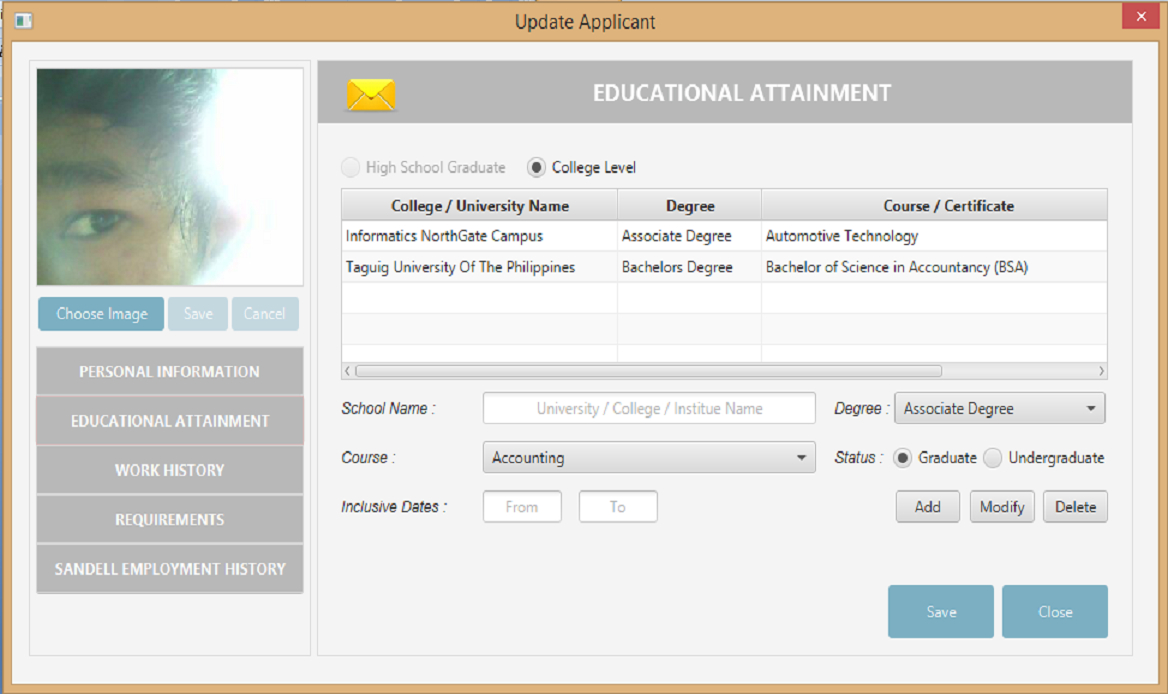 Update Applicant
EDUCATIONAL ATTAINMENT
High School Graduate College Level
College / University Name Degree Course / Certificate
Informatics NorthGate Campus Associate Degree Automotive Technology
Taguig University Of The Philippines Bachelors Degree Bachelor of Science in Accountancy (BSA)
Choose Image Save Cancel
PERSONAL INFORMATION
EDUCATIONAL ATTAINMENT
WORK HISTORY
REQUIREMENTS
SANDELL EMPLOYMENT HISTORY
School Name : University / College / Institue Name Degree : Associate Degree
Course : Accounting Status : Graduate Undergraduate
Inclusive Dates : From To Add Modify Delete
Save Close